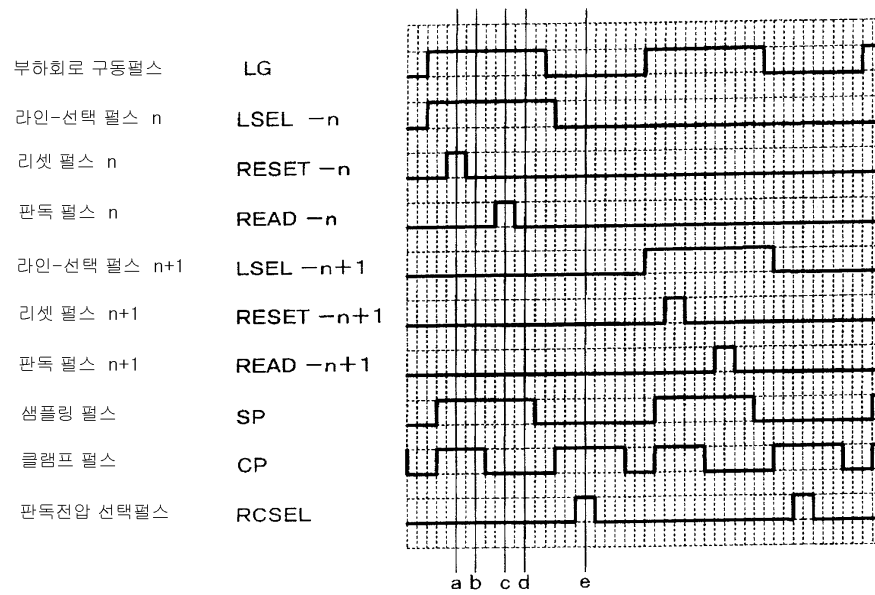 부하회로 구동펄스 LG
라인-선택 펄스 n LSEL -n
리셋 펄스 n RESET -n
판독 펄스 n READ -n
라인-선택 펄스 n+1 LSEL -n+1
리셋 펄스 n+1 RESET -n+1
판독 펄스 n+1 READ -n+1
샘플링 펄스 SP
클램프 펄스 CP
판독전압 선택펄스 RCSEL
a b c d e